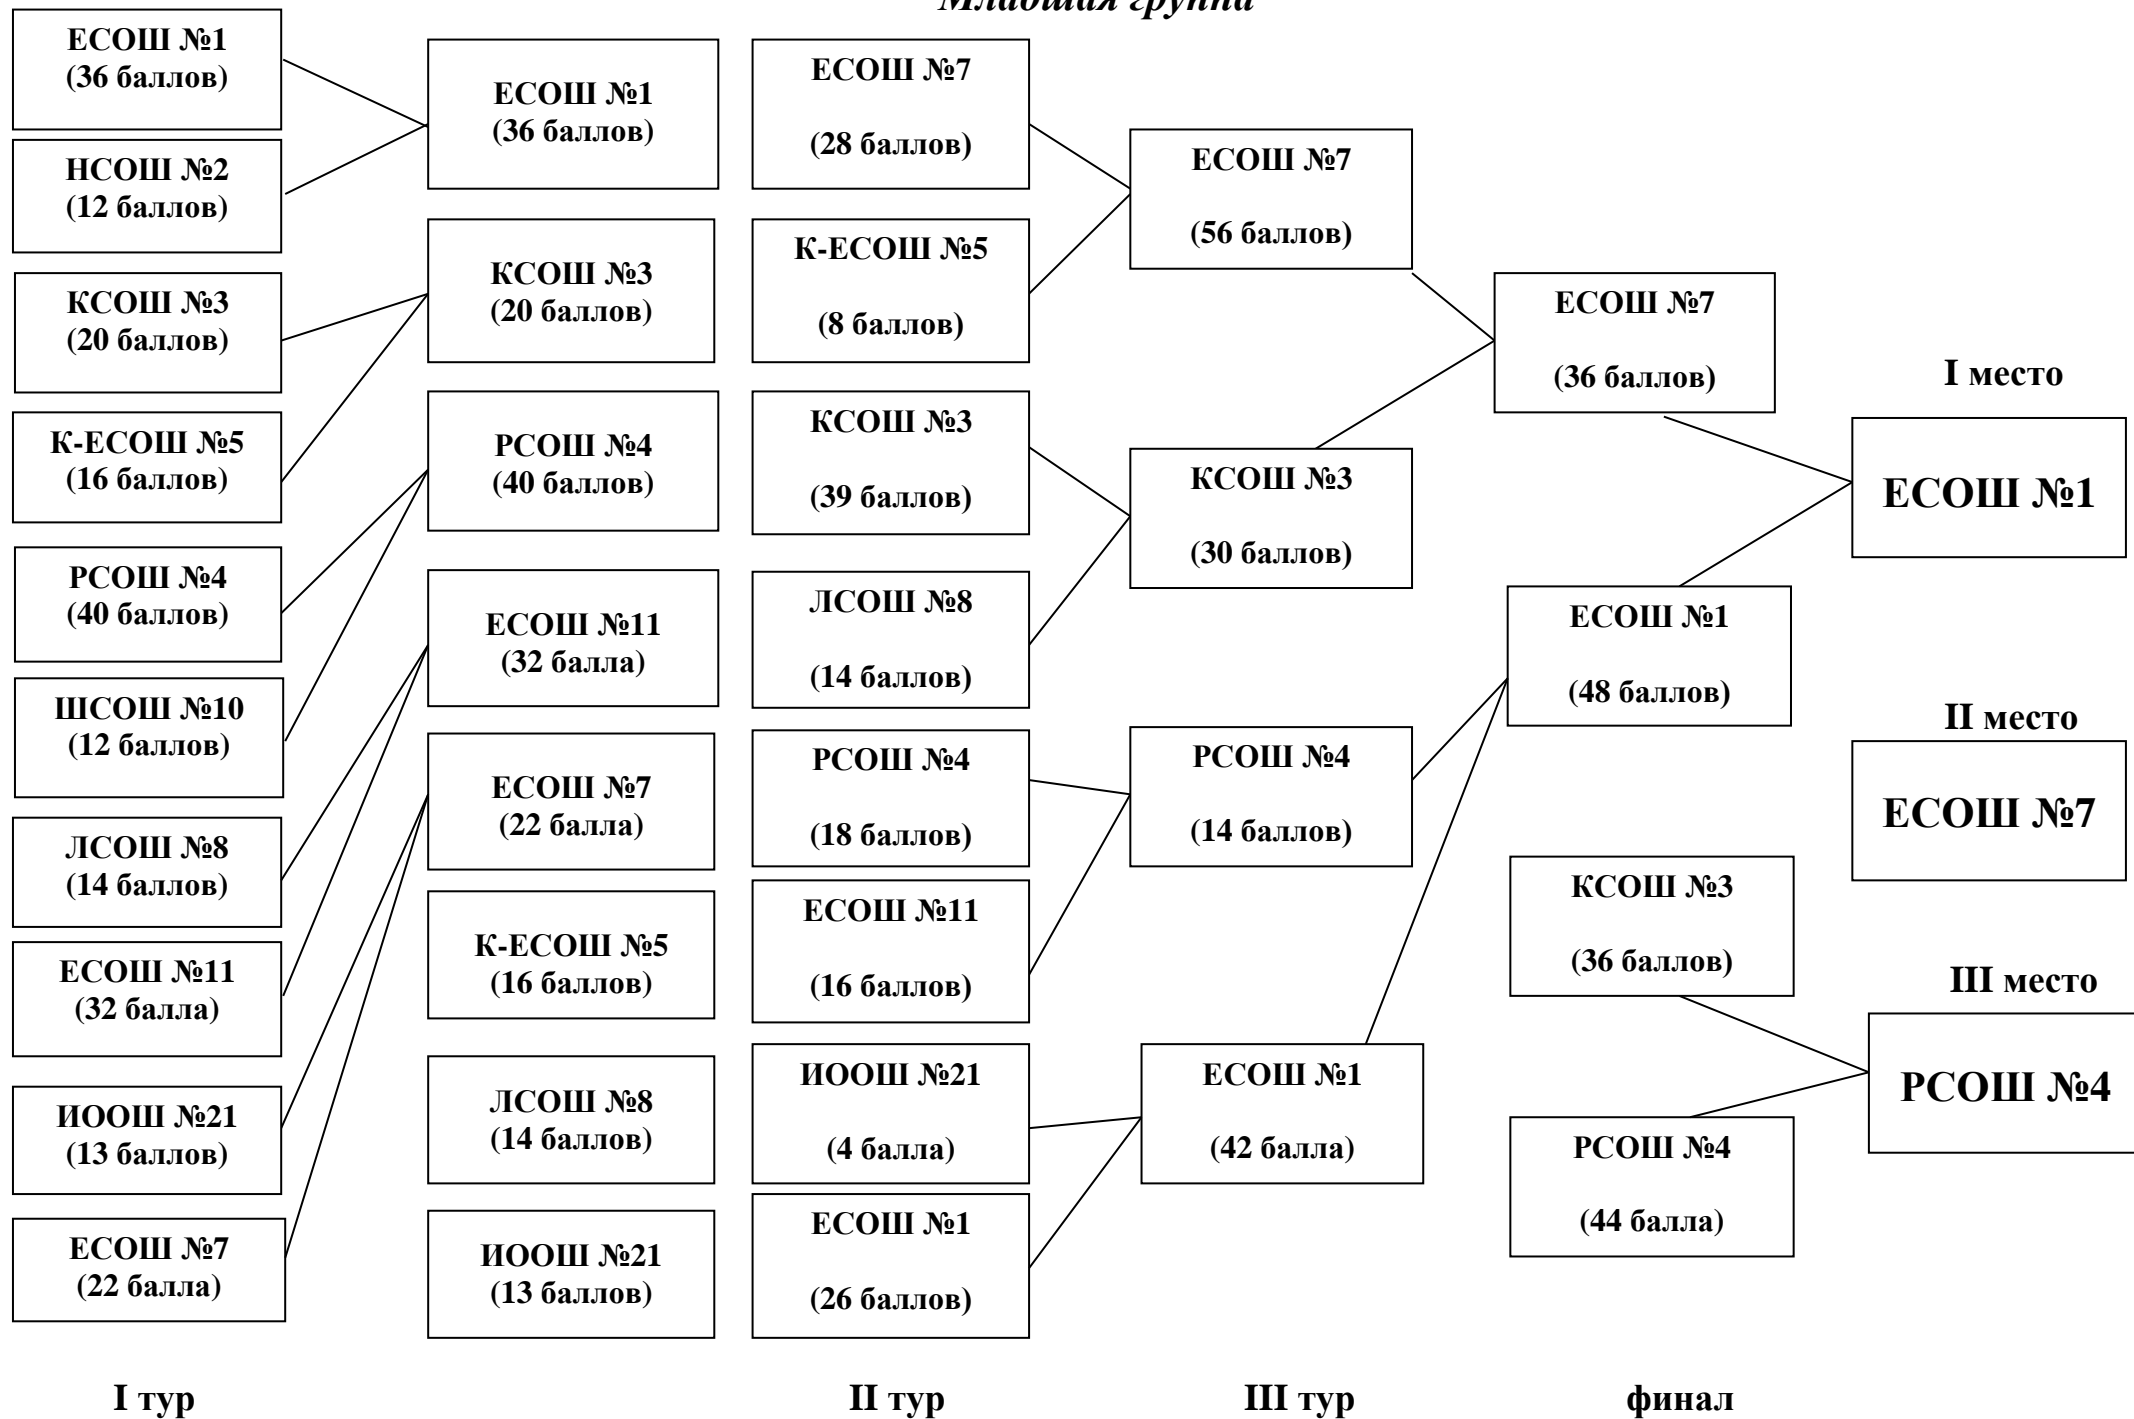 Младшая группа
ЕСОШ №1
(36 баллов)
НСОШ №2
(12 баллов)
КСОШ №3
(20 баллов)
К-ЕСОШ №5
(16 баллов)
РСОШ №4
(40 баллов)
ШСОШ №10
(12 баллов)
ЛСОШ №8
(14 баллов)
ЕСОШ №11
(32 балла)
ИООШ №21
(13 баллов)
ЕСОШ №7
(22 балла)
I тур
ЕСОШ №1
(36 баллов)
КСОШ №3
(20 баллов)
РСОШ №4
(40 баллов)
ЕСОШ №11
(32 балла)
ЕСОШ №7
(22 балла)
К-ЕСОШ №5
(16 баллов)
ЛСОШ №8
(14 баллов)
ИООШ №21
(13 баллов)
ЕСОШ №7
(28 баллов)
К-ЕСОШ №5
(8 баллов)
КСОШ №3
(39 баллов)
ЛСОШ №8
(14 баллов)
РСОШ №4
(18 баллов)
ЕСОШ №11
(16 баллов)
ИООШ №21
(4 балла)
ЕСОШ №1
(26 баллов)
II тур
ЕСОШ №7
(56 баллов)
КСОШ №3
(30 баллов)
РСОШ №4
(14 баллов)
ЕСОШ №1
(42 балла)
III тур
ЕСОШ №7
(36 баллов)
ЕСОШ №1
(48 баллов)
КСОШ №3
(36 баллов)
РСОШ №4
(44 балла)
финал
I место
ЕСОШ №1
II место
ЕСОШ №7
III место
РСОШ №4